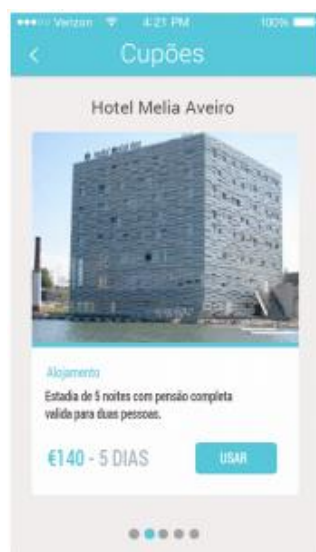 Verizon 4:21 PM 100%
Cupões
Hotel Melia Aveiro
Alojamento
Estadia de 5 noites com pensão completa
valida para duas pessoas.
€140 - 5 DIAS
USAR